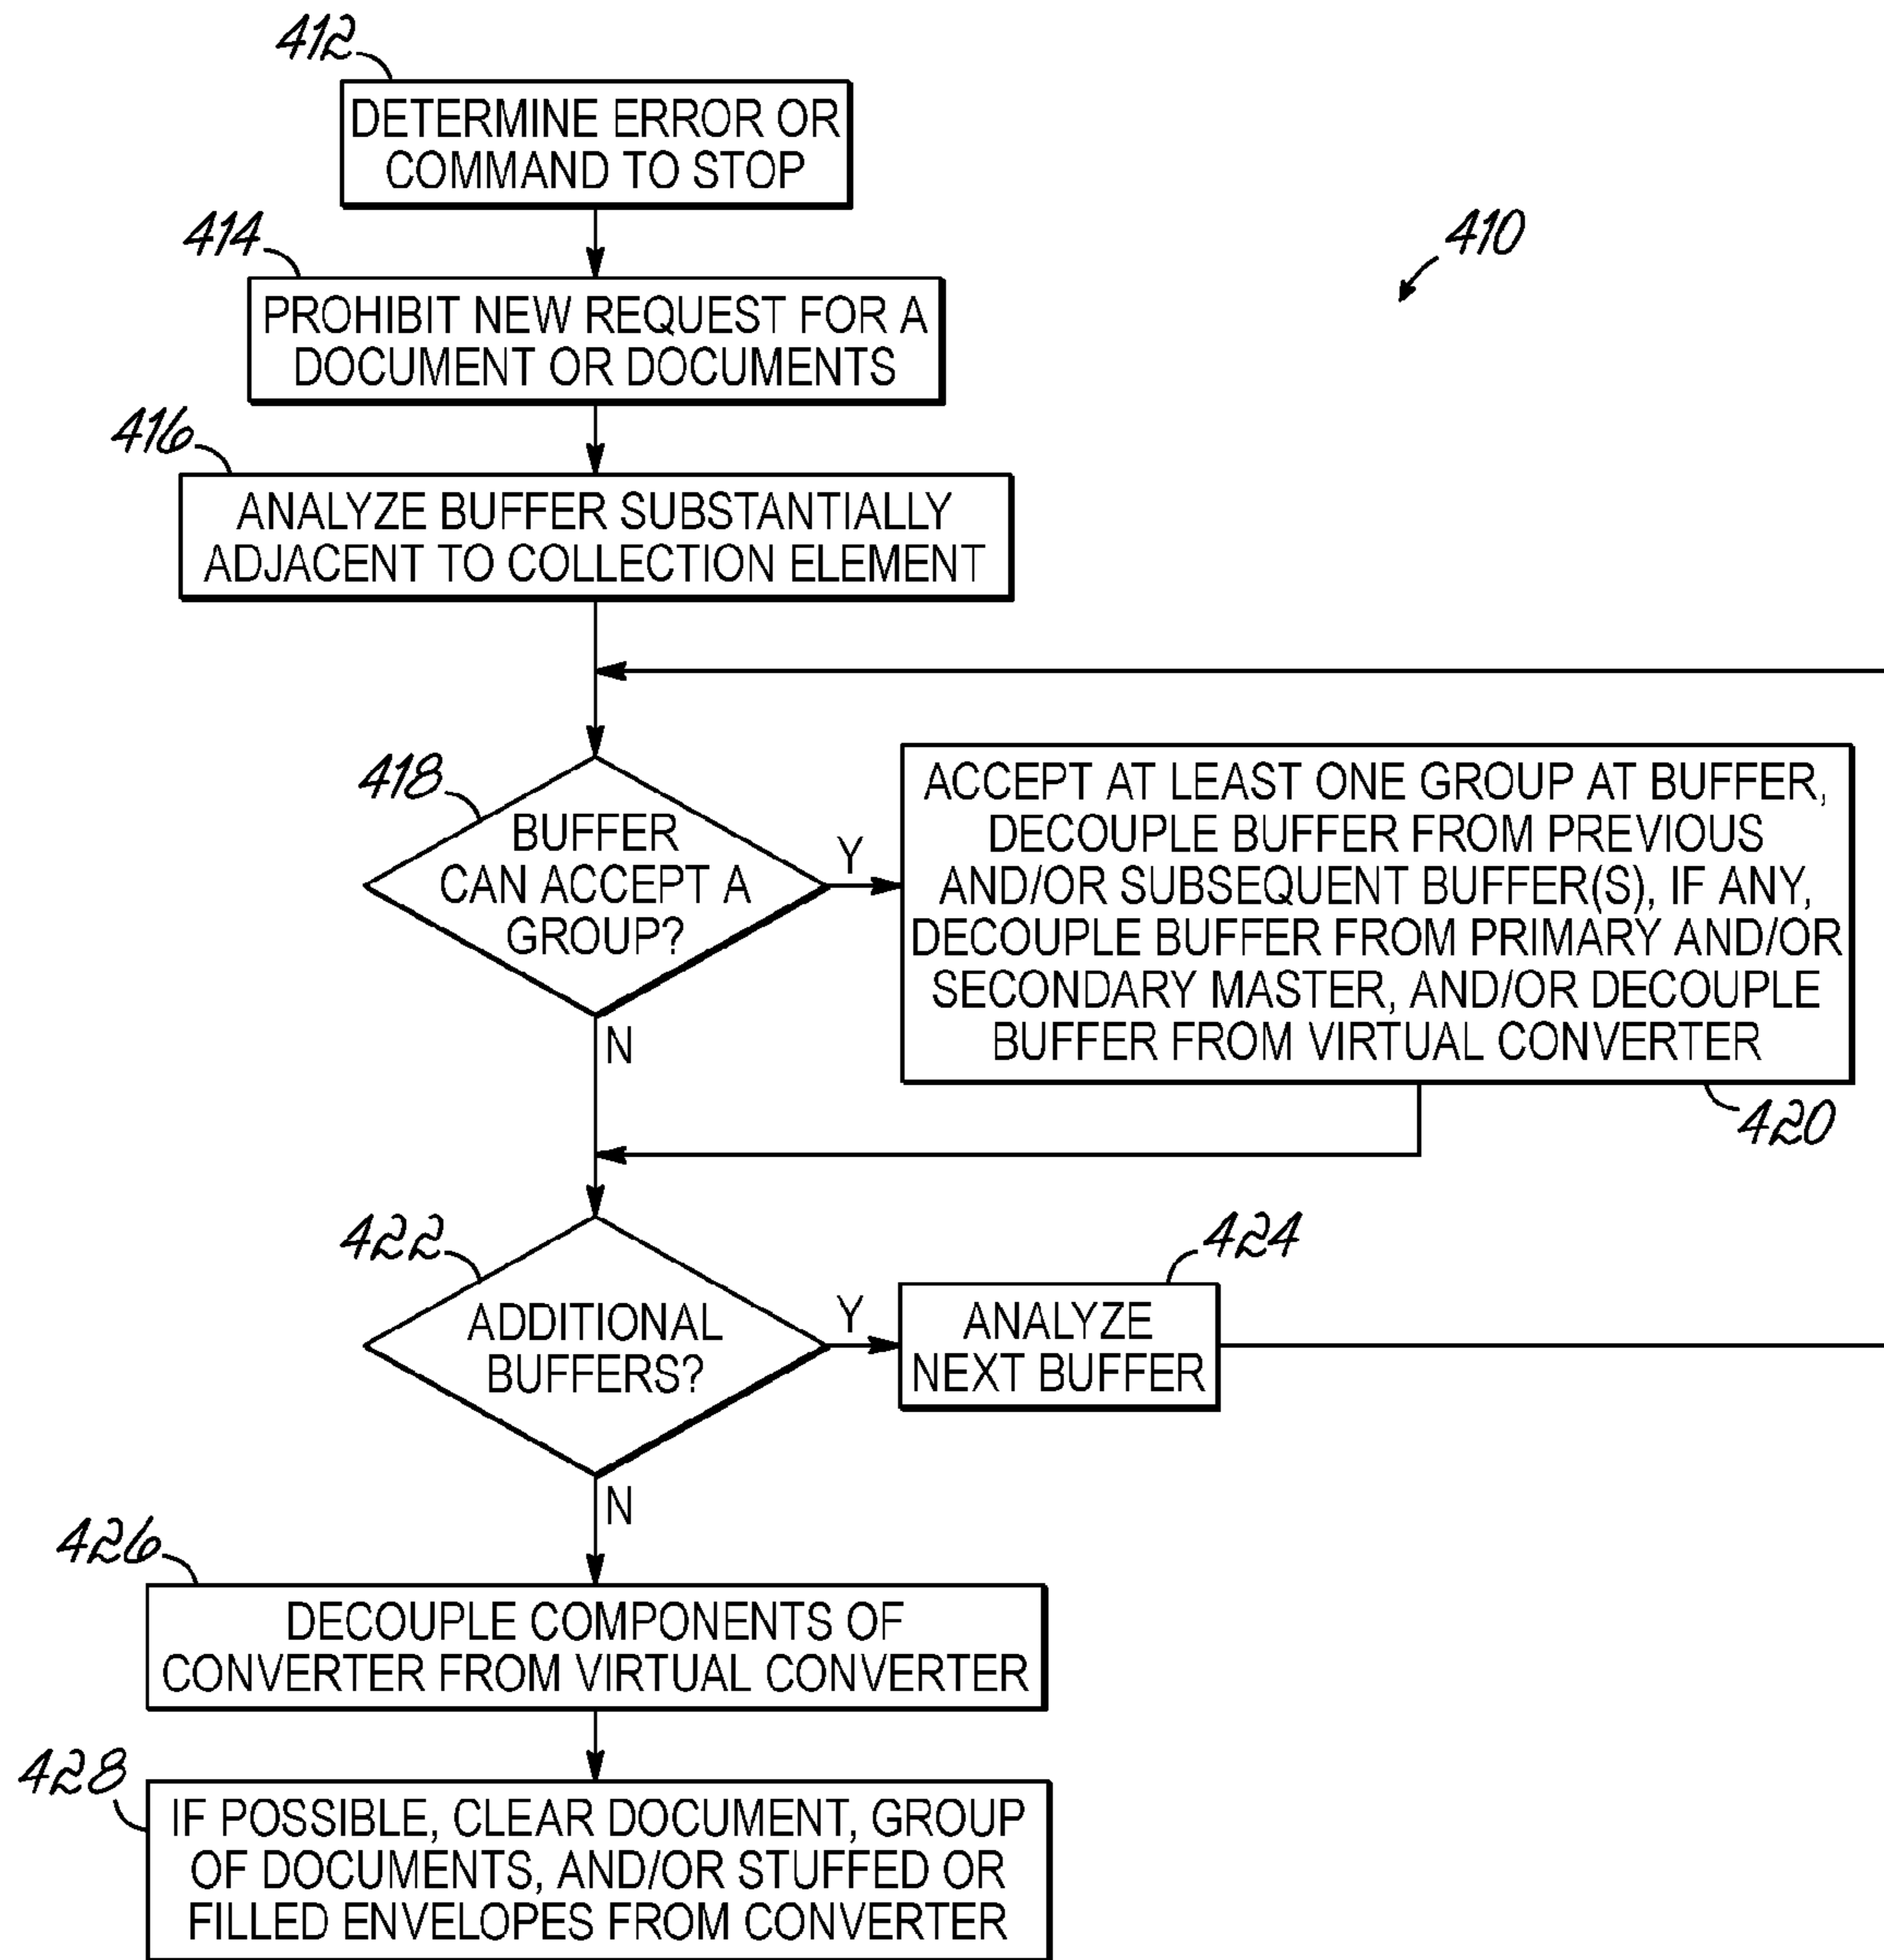 412
DETERMINE ERROR OR
COMMAND TO STOP
414
410
PROHIBIT NEW REQUEST FOR A
DOCUMENT OR DOCUMENTS
416
ANALYZE BUFFER SUBSTANTIALLY
ADJACENT TO COLLECTION ELEMENT
418
BUFFER
CAN ACCEPT A
GROUP?
Y
N
ACCEPT AT LEAST ONE GROUP AT BUFFER,
DECOUPLE BUFFER FROM PREVIOUS
AND/OR SUBSEQUENT BUFFER(S), IF ANY,
DECOUPLE BUFFER FROM PRIMARY AND/OR
SECONDARY MASTER, AND/OR DECOUPLE
BUFFER FROM VIRTUAL CONVERTER
420
422
ADDITIONAL
BUFFERS?
Y
N
424
ANALYZE
NEXT BUFFER
426
DECOUPLE COMPONENTS OF
CONVERTER FROM VIRTUAL CONVERTER
428
IF POSSIBLE, CLEAR DOCUMENT, GROUP
OF DOCUMENTS, AND/OR STUFFED OR
FILLED ENVELOPES FROM CONVERTER